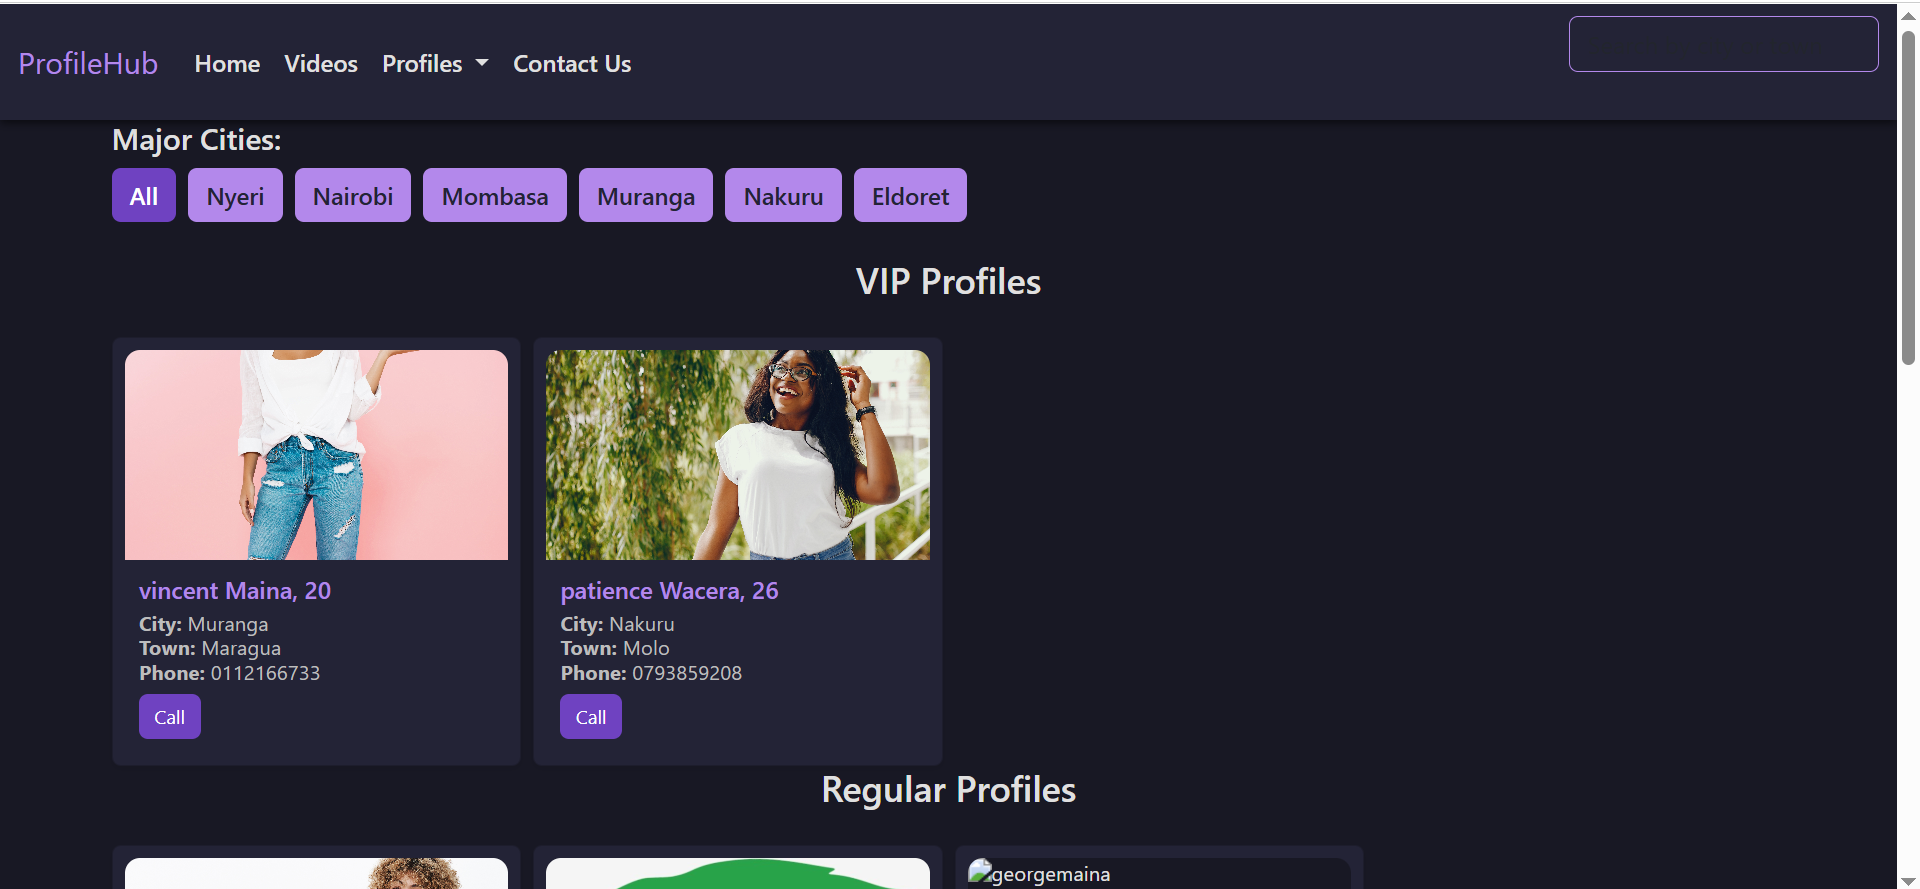 ProfileHub Home Videos Profiles Contact Us
Major Cities:
All Nyeri Nairobi Mombasa Muranga Nakuru Eldoret
VIP Profiles
vincent Maina, 20
City: Muranga
Town: Maragua
Phone: 0112166733
Call
patience Wacera, 26
City: Nakuru
Town: Molo
Phone: 0793859208
Call
Regular Profiles
georgemaina